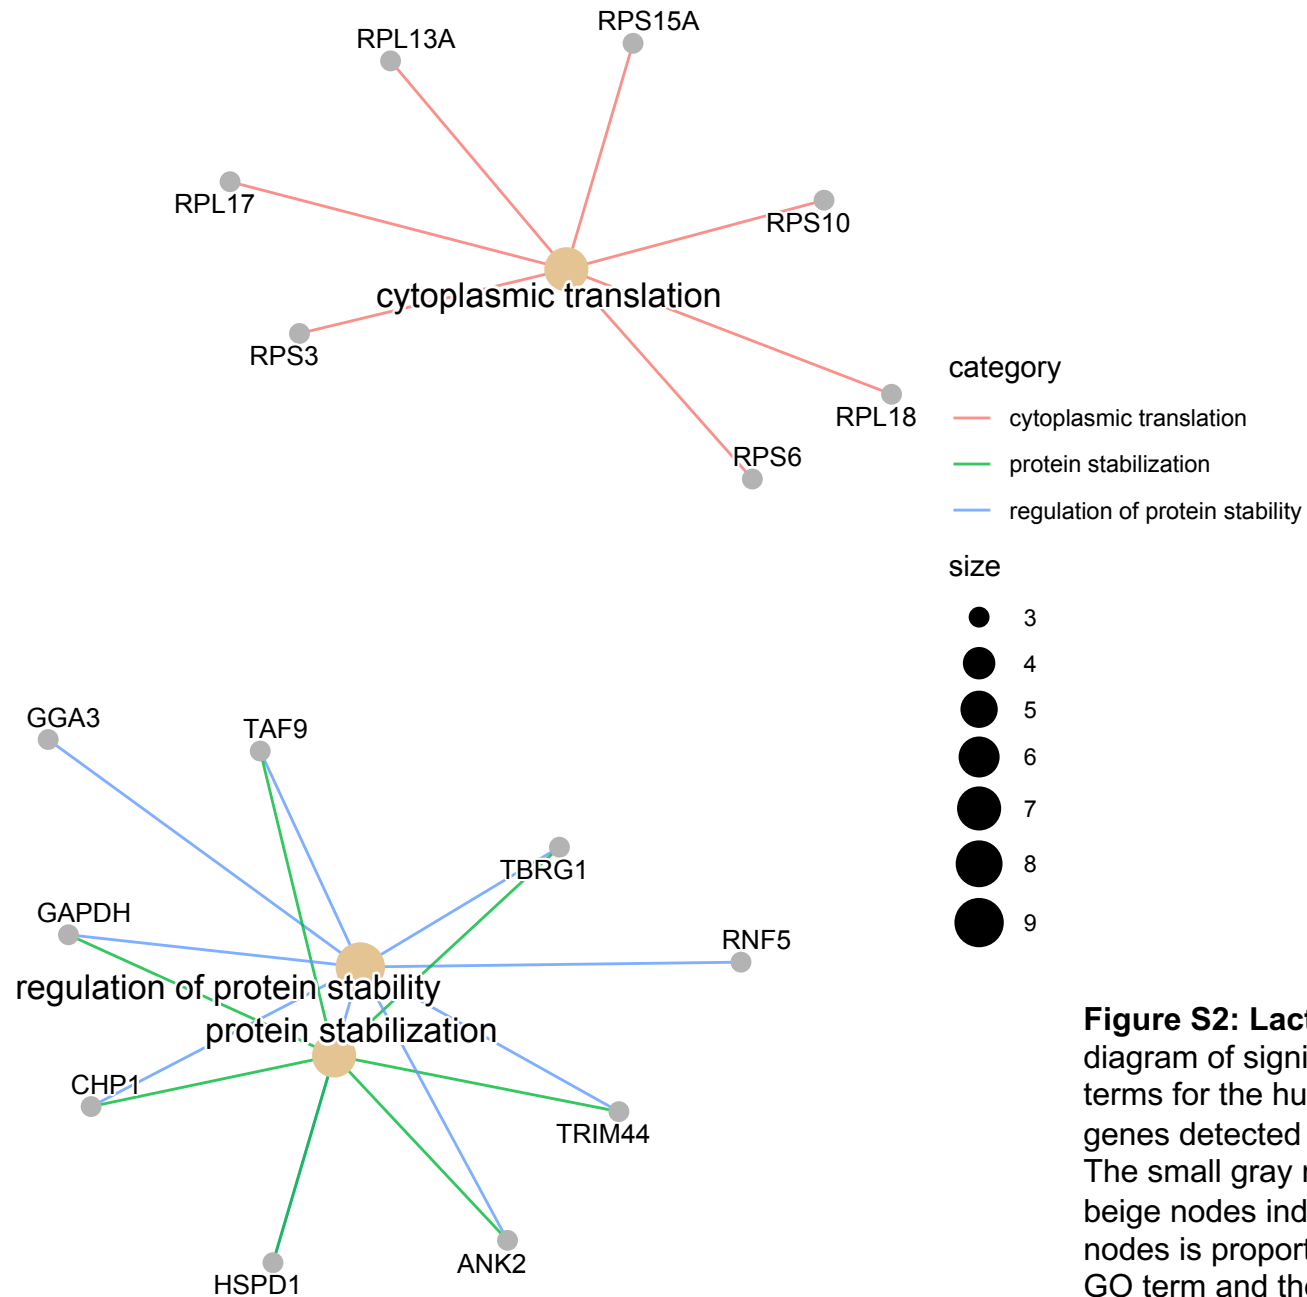 RPS15A
RPL13A
RPL17
RPS10
cytoplasmic translation
RPS3
RPL18
RPS6
category
cytoplasmic translation
protein stabilization
regulation of protein stability
size
3
4
5
6
7
8
9
GGA3
TAF9
TBRG1
GAPDH
RNF5
regulation of protein stability
protein stabilization
CHP1
TRIM44
ANK2
HSPD1
Figure S2:
diagram of
terms for the
genes detected
The small gray
beige nodes
nodes is
GO term and